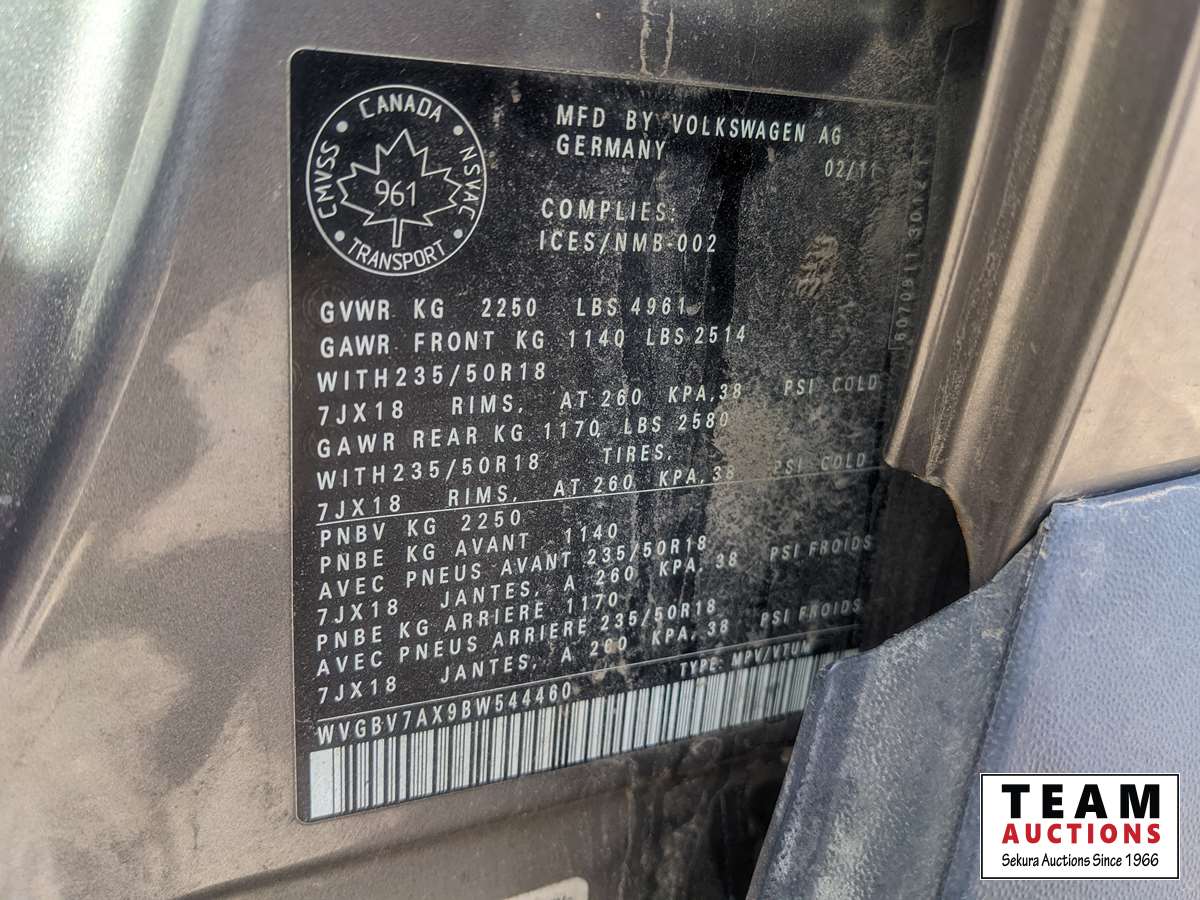 CANADA
CMVSS
NSVAC
961
TRANSPORT
MFD BY VOLKSWAGEN AG
GERMANY
02/11
COMPLIES:
ICES/NMB-002
GVWR KG 2250 LBS 4961
GAWR FRONT KG 1140 LBS 2514
WITH235/50R18
7JX18 RIMS, AT 260 KPA,38 PSI COLD
GAWR REAR KG 1170 LBS 2580
WITH235/50R18 TIRES,
7JX18 RIMS, AT 260 KPA,38 PSI COLD
PNBV KG 2250
PNBE KG AVANT 1140
AVEC PNEUS AVANT 235/50R18
7JX18 JANTES, A 260 KPA,38 PSI FROIDS
PNBE KG ARRIERE 1170
AVEC PNEUS ARRIERE 235/50R18
7JX18 JANTES, A 260 KPA,38 PSI FROIDS
WVGBV7AX9BW544460 TYPE: MPV/VTUM
TEAM
AUCTIONS
Sekura Auctions Since 1966